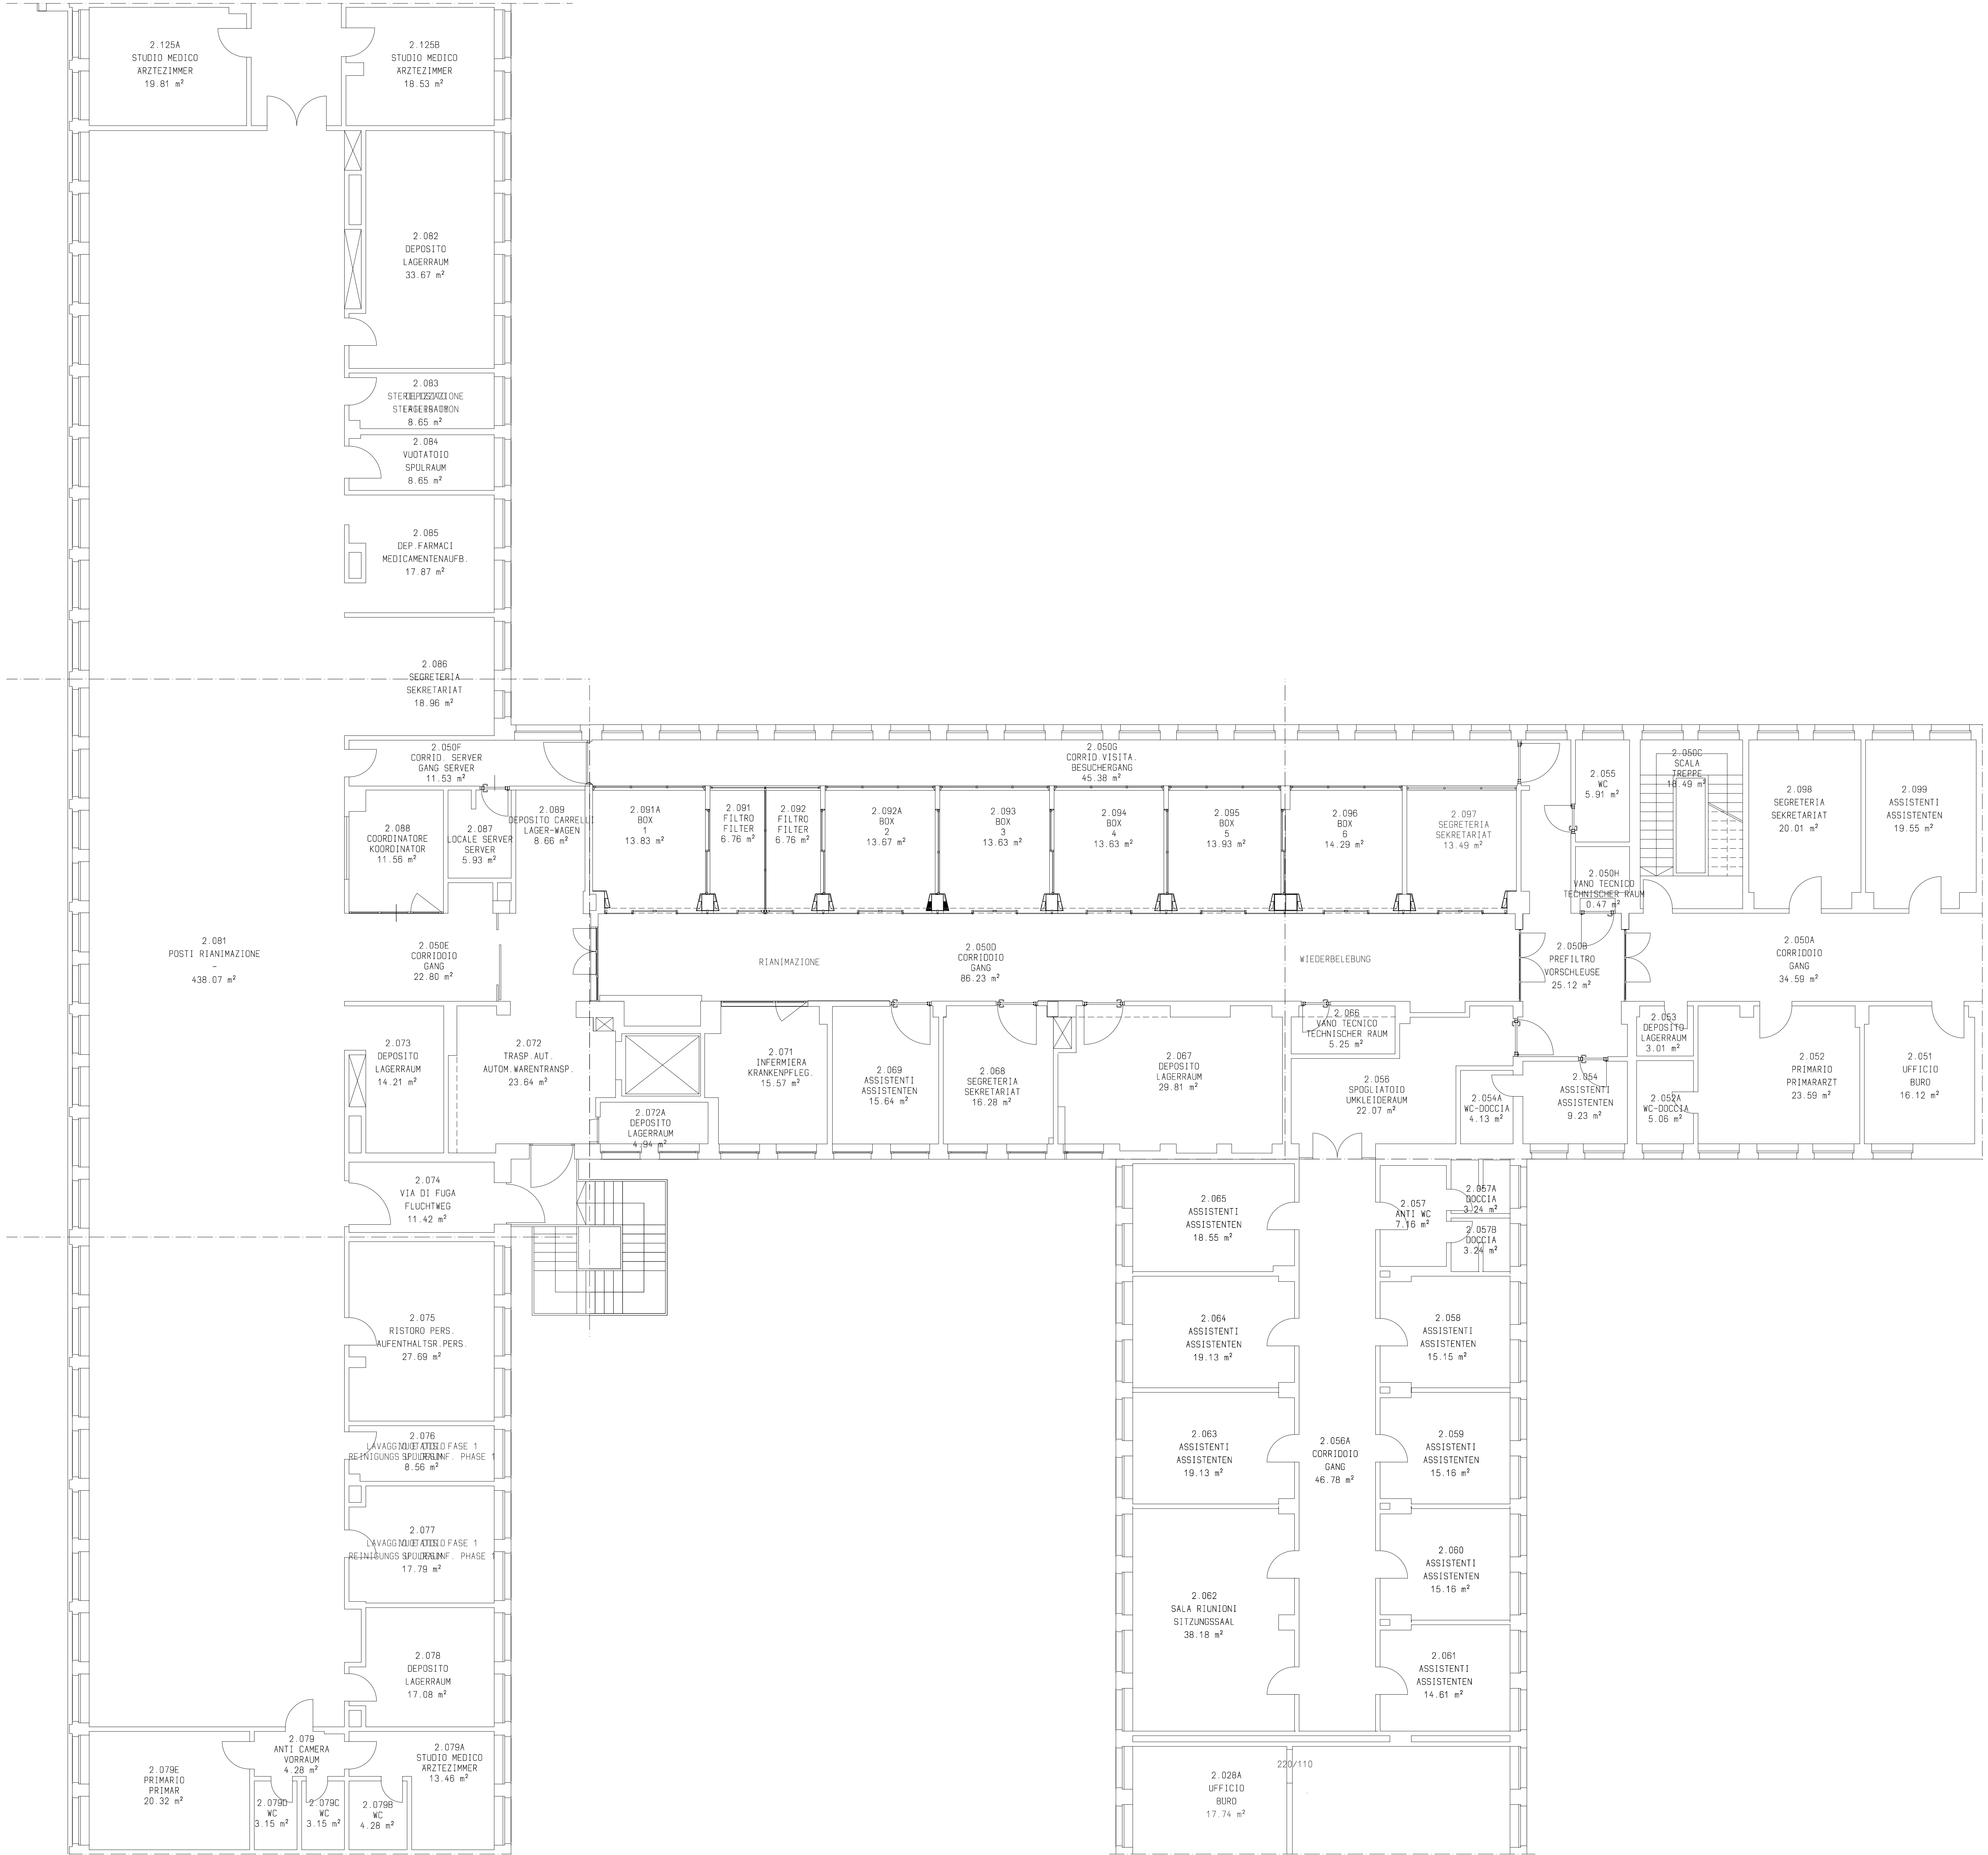 2.125A
STUDIO MEDICO
ÄRZTEZIMMER
19.81 m²
2.125B
STUDIO MEDICO
ÄRZTEZIMMER
18.53 m²
2.082
DEPOSITO
LAGERRAUM
33.67 m²
2.083
8.65 m²
2.084
VUOTATOIO
SPÜLRAUM
8.65 m²
2.085
DEP.FARMACI
MEDICAMENTENAUFB.
17.87 m²
2.086
SEGRETERIA
SEKRETARIAT
18.96 m²
2.050F
CORRID. SERVER
GANG SERVER
11.53 m²
2.050G
CORRID.VISITA.
BESUCHERGANG
45.38 m²
2.055
WC
5.91 m²
2.050C
SCALA
TREPPE
18.49 m²
2.098
SEGRETERIA
SEKRETARIAT
20.01 m²
2.099
ASSISTENTI
ASSISTENTEN
19.55 m²
2.088
COORDINATORE
KOORDINATOR
11.56 m²
2.087
LOCALE SERVER
SERVER
5.93 m²
2.089
DEPOSITO CARRELLI
LAGER-WAGEN
8.66 m²
2.091A
BOX
1
13.83 m²
2.091
FILTRO
FILTER
6.76 m²
2.092
FILTRO
FILTER
6.76 m²
2.092A
BOX
2
13.67 m²
2.093
BOX
3
13.63 m²
2.094
BOX
4
13.63 m²
2.095
BOX
5
13.93 m²
2.096
BOX
6
14.29 m²
2.097
SEGRETERIA
SEKRETARIAT
13.49 m²
2.050H
VANO TECNICO
TECHNISCHER RAUM
0.47 m²
2.081
POSTI RIANIMAZIONE
-
438.07 m²
2.050E
CORRIDOIO
GANG
22.80 m²
RIANIMAZIONE
2.050D
CORRIDOIO
GANG
86.23 m²
WIEDERBELEBUNG
2.050B
PREFILTRO
VORSCHLEUSE
25.12 m²
2.050A
CORRIDOIO
GANG
34.59 m²
2.073
DEPOSITO
LAGERRAUM
14.21 m²
2.072
TRASP.AUT.
AUTOM.WARENTRANSP.
23.64 m²
2.072A
DEPOSITO
LAGERRAUM
4.94 m²
2.071
INFERMIERA
KRANKENPFLEG.
15.57 m²
2.069
ASSISTENTI
ASSISTENTEN
15.64 m²
2.068
SEGRETERIA
SEKRETARIAT
16.28 m²
2.067
DEPOSITO
LAGERRAUM
29.81 m²
2.066
VANO TECNICO
TECHNISCHER RAUM
5.25 m²
2.056
SPOGLIATOIO
UMKLEIDERAUM
22.07 m²
2.054A
WC-DOCCIA
4.13 m²
2.054
ASSISTENTI
ASSISTENTEN
9.23 m²
2.053
DEPOSITO
LAGERRAUM
3.01 m²
2.052A
WC-DOCCIA
5.06 m²
2.052
PRIMARIO
PRIMARARZT
23.59 m²
2.051
UFFICIO
BÜRO
16.12 m²
2.074
VIA DI FUGA
FLUCHTWEG
11.42 m²
2.065
ASSISTENTI
ASSISTENTEN
18.55 m²
2.057
ANTI WC
7.16 m²
2.057A
DOCCIA
3.24 m²
2.057B
DOCCIA
3.24 m²
2.075
RISTORO PERS.
AUFENTHALTSR.PERS.
27.69 m²
2.064
ASSISTENTI
ASSISTENTEN
19.13 m²
2.058
ASSISTENTI
ASSISTENTEN
15.15 m²
2.076
8.56 m²
2.063
ASSISTENTI
ASSISTENTEN
19.13 m²
2.056A
CORRIDOIO
GANG
46.78 m²
2.059
ASSISTENTI
ASSISTENTEN
15.16 m²
2.077
17.79 m²
2.060
ASSISTENTI
ASSISTENTEN
15.16 m²
2.062
SALA RIUNIONI
SITZUNGSSAAL
38.18 m²
2.061
ASSISTENTI
ASSISTENTEN
14.61 m²
2.078
DEPOSITO
LAGERRAUM
17.08 m²
2.079
ANTI CAMERA
VORRAUM
4.28 m²
2.079A
STUDIO MEDICO
ÄRZTEZIMMER
13.46 m²
2.079E
PRIMARIO
PRIMAR
20.32 m²
2.079D
WC
3.15 m²
2.079C
WC
3.15 m²
2.079B
WC
4.28 m²
2.028A
UFFICIO
BÜRO
17.74 m²
220/110